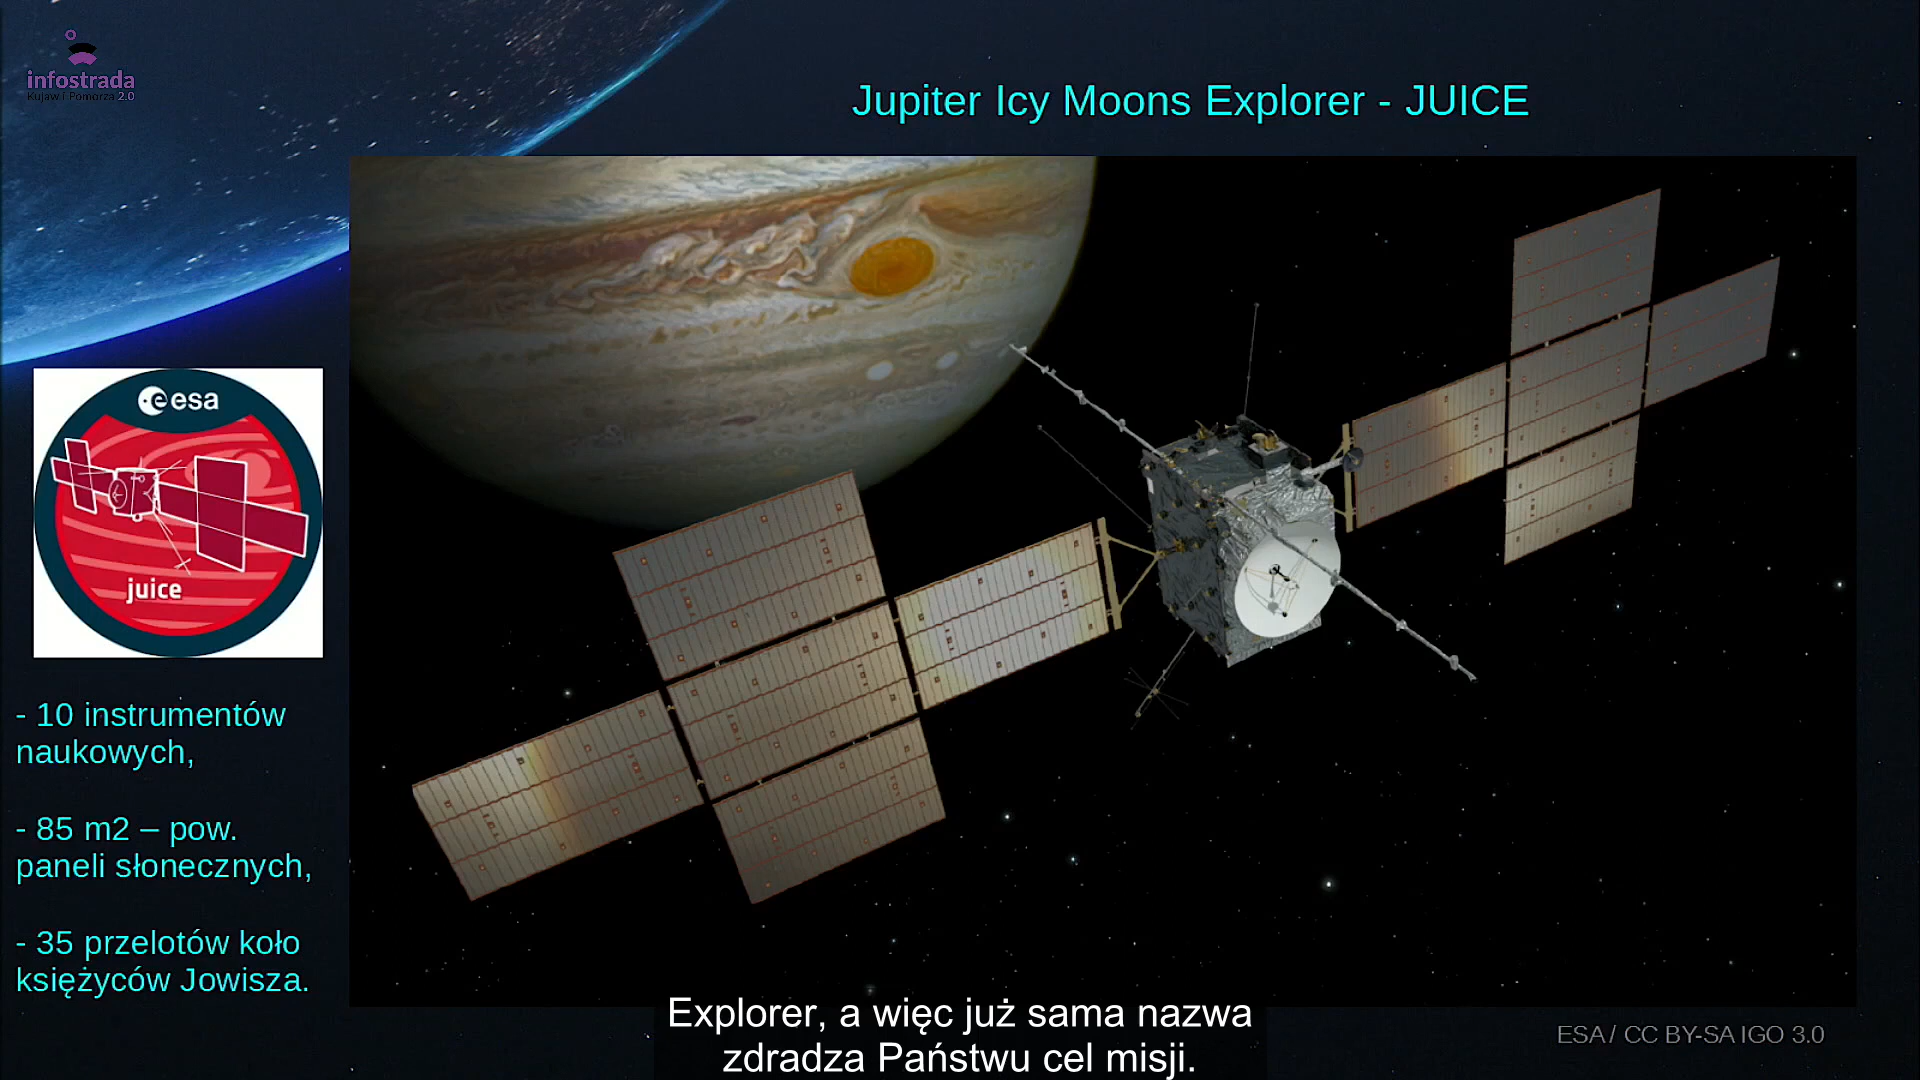 infostrada
Kujaw i Pomorza 2.0
Jupiter Icy Moons Explorer - JUICE
esa
juice
- 10 instrumentów
naukowych,
- 85 m2 – pow.
paneli słonecznych,
- 35 przelotów koło
księżyców Jowisza.
Explorer, a więc już sama nazwa
zdradza Państwu cel misji.
ESA / CC BY-SA IGO 3.0